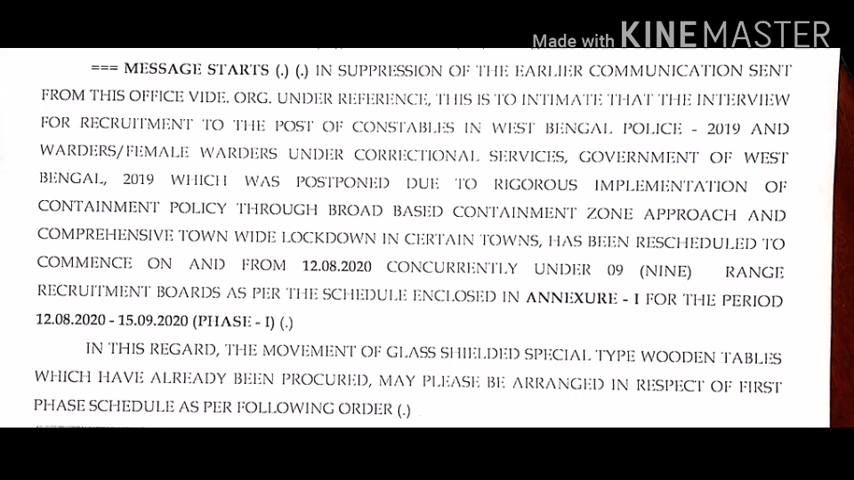 Made with KINEMASTER
=== MESSAGE STARTS (.) (.) IN SUPPRESSION OF THE EARLIER COMMUNICATION SENT
FROM THIS OFFICE VIDE. ORG. UNDER REFERENCE, THIS IS TO INTIMATE THAT THE INTERVIEW
FOR RECRUITMENT TO THE POST OF CONSTABLES IN WEST BENGAL POLICE - 2019 AND
WARDERS/FEMALE WARDERS UNDER CORRECTIONAL SERVICES, GOVERNMENT OF WEST
BENGAL, 2019 WHICH WAS POSTPONED DUE TO RIGOROUS IMPLEMENTATION OF
CONTAINMENT POLICY THROUGH BROAD BASED CONTAINMENT ZONE APPROACH AND
COMPREHENSIVE TOWN WIDE LOCKDOWN IN CERTAIN TOWNS, HAS BEEN RESCHEDULED TO
COMMENCE ON AND FROM 12.08.2020 CONCURRENTLY UNDER 09 (NINE) RANGE
RECRUITMENT BOARDS AS PER THE SCHEDULE ENCLOSED IN ANNEXURE - I FOR THE PERIOD
12.08.2020 - 15.09.2020 (PHASE - I) (.)
IN THIS REGARD, THE MOVEMENT OF GLASS SHIELDED SPECIAL TYPE WOODEN TABLES
WHICH HAVE ALREADY BEEN PROCURED, MAY PLEASE BE ARRANGED IN RESPECT OF FIRST
PHASE SCHEDULE AS PER FOLLOWING ORDER (.)